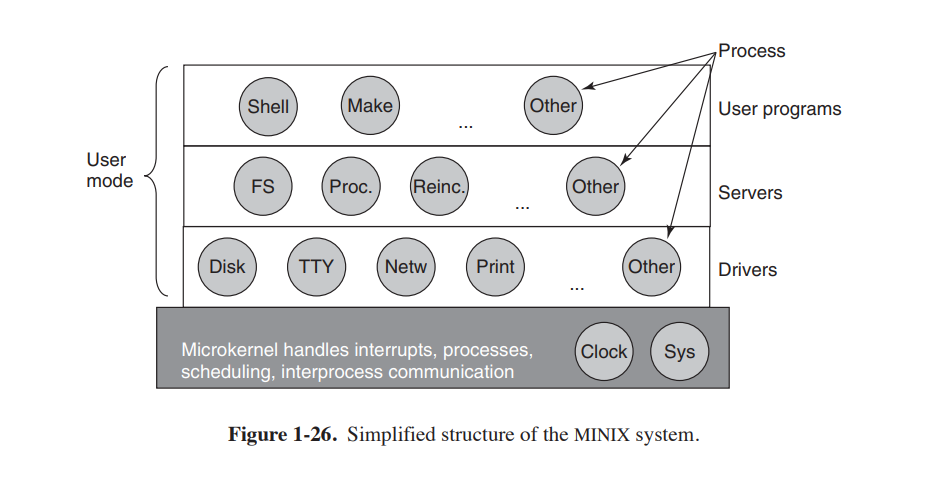 Process
Shell Make ... Other
User programs
User
mode
FS Proc. Reinc. ... Other
Servers
Disk TTY Netw Print ... Other
Drivers
Microkernel handles interrupts, processes,
scheduling, interprocess communication
Clock Sys
Figure 1-26. Simplified structure of the MINIX system.